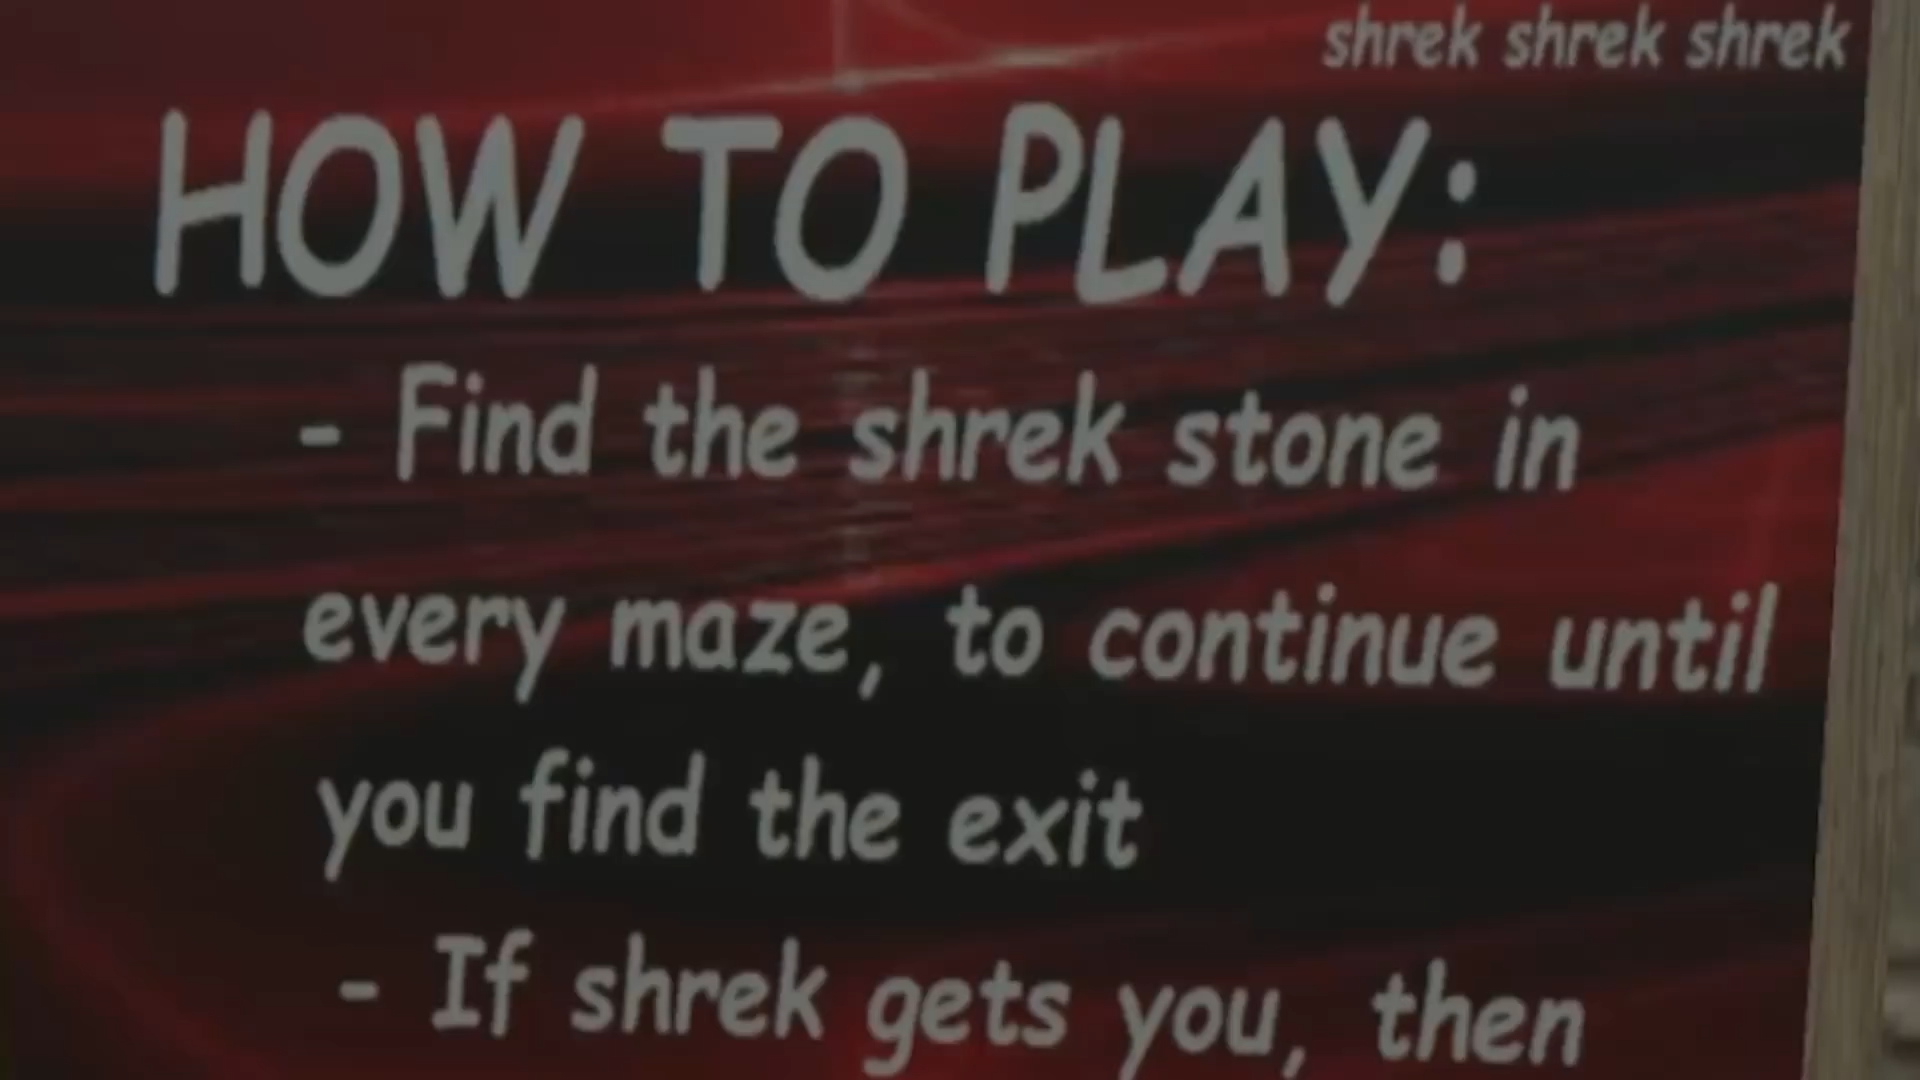 shrek shrek shrek
HOW TO PLAY:
- Find the shrek stone in
every maze, to continue until
you find the exit
- If shrek gets you, then